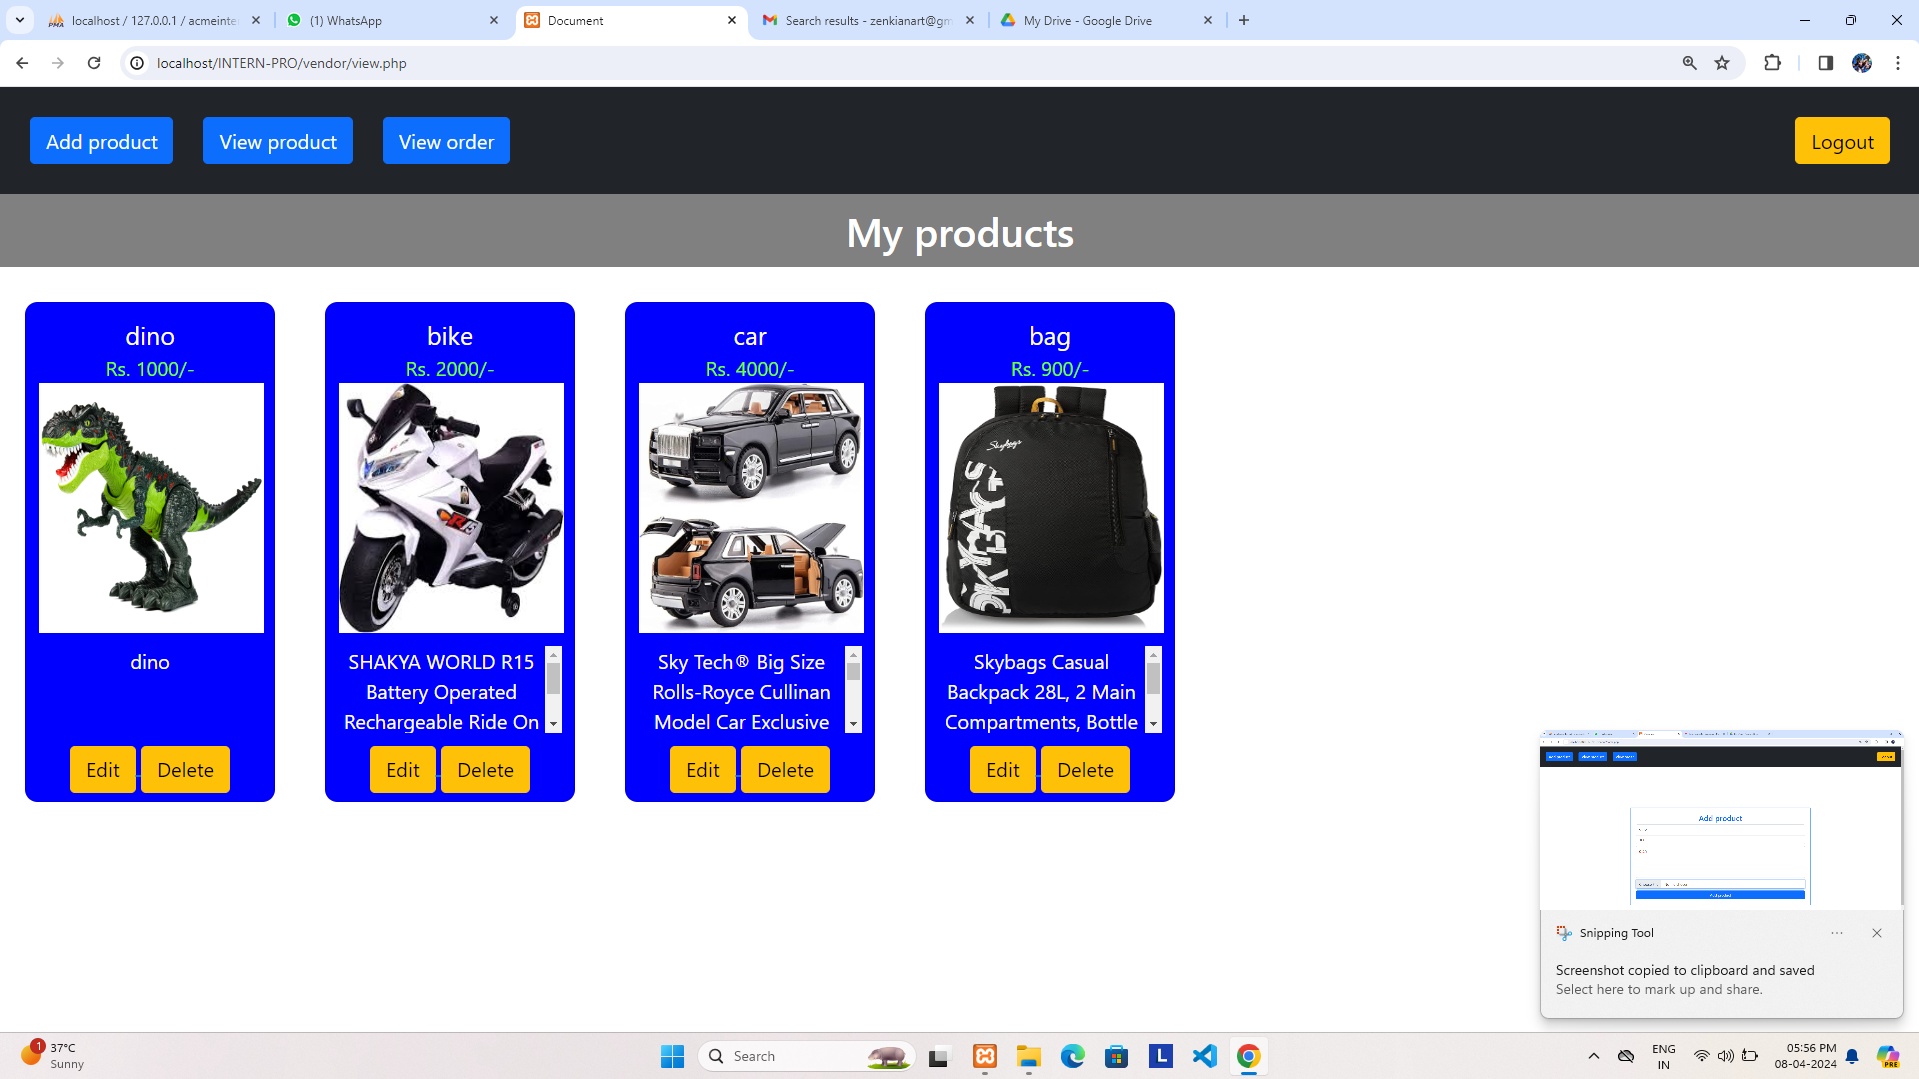 localhost / 127.0.0.1 / acmeinte
(1) WhatsApp
Document
Search results - zenkianart@gm
My Drive - Google Drive
localhost/INTERN-PRO/vendor/view.php
Add product
View product
View order
Logout
My products
dino
Rs. 1000/-
dino
Edit
Delete
bike
Rs. 2000/-
SHAKYA WORLD R15
Battery Operated
Rechargeable Ride On
Edit
Delete
car
Rs. 4000/-
Sky Tech® Big Size
Rolls-Royce Cullinan
Model Car Exclusive
Edit
Delete
bag
Rs. 900/-
Skybags
Skybags Casual
Backpack 28L, 2 Main
Compartments, Bottle
Edit
Delete
Add product
Snipping Tool
Screenshot copied to clipboard and saved
Select here to mark up and share.
1
37°C
Sunny
Search
ENG
IN
05:56 PM
08-04-2024
PRE